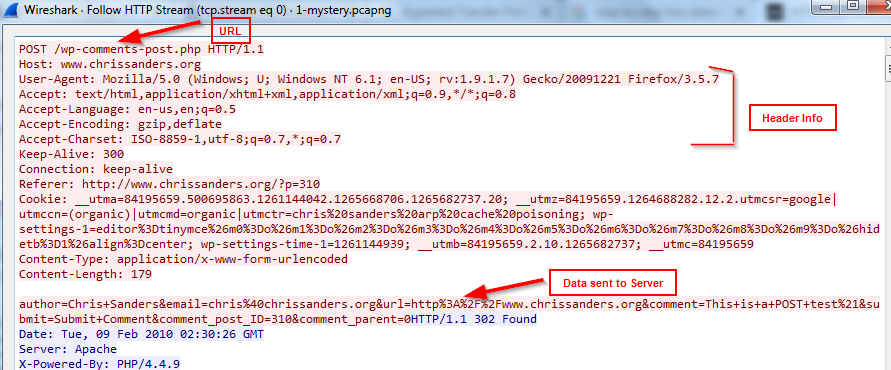 Wireshark · Follow HTTP Stream (tcp.stream eq 0) · 1-mystery.pcapng
URL
POST /wp-comments-post.php HTTP/1.1
Host: www.chrissanders.org
User-Agent: Mozilla/5.0 (Windows; U; Windows NT 6.1; en-US; rv:1.9.1.7) Gecko/20091221 Firefox/3.5.7
Accept: text/html,application/xhtml+xml,application/xml;q=0.9,*/*;q=0.8
Accept-Language: en-us,en;q=0.5
Accept-Encoding: gzip,deflate
Accept-Charset: ISO-8859-1,utf-8;q=0.7,*;q=0.7
Header Info
Keep-Alive: 300
Connection: keep-alive
Referer: http://www.chrissanders.org/?p=310
Cookie: __utma=84195659.500695863.1261144042.1265668706.1265682737.20; __utmz=84195659.1264688282.12.2.utmcsr=google|
utmccn=(organic)|utmcmd=organic|utmctr=chris%20sanders%20arp%20cache%20poisoning; wp-
settings-1=editor%3Dtinymce%26m0%3Do%26m1%3Do%26m2%3Do%26m3%3Do%26m4%3Do%26m5%3Do%26m6%3Do%26m7%3Do%26m8%3Do%26m9%3Do%26hid
etb%3D1%26align%3Dcenter; wp-settings-time-1=1261144939; __utmb=84195659.2.10.1265682737; __utmc=84195659
Content-Type: application/x-www-form-urlencoded
Content-Length: 179
Data sent to Server
author=Chris+Sanders&email=chris%40chrissanders.org&url=http%3A%2F%2Fwww.chrissanders.org&comment=This+is+a+POST+test%21&su
bmit=Submit+Comment&comment_post_ID=310&comment_parent=0HTTP/1.1 302 Found
Date: Tue, 09 Feb 2010 02:30:26 GMT
Server: Apache
X-Powered-By: PHP/4.4.9